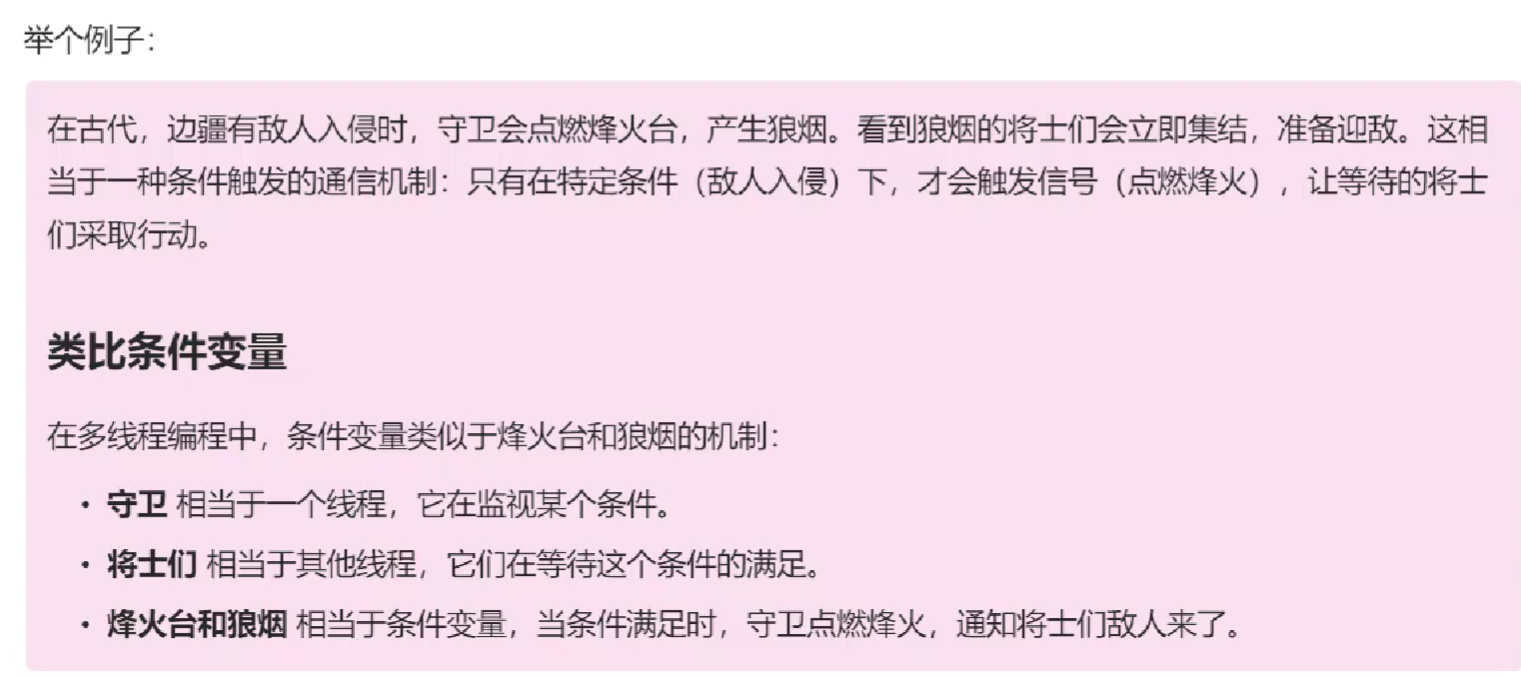 举个例子：
在古代，边疆有敌人入侵时，守卫会点燃烽火台，产生狼烟。看到狼烟的将士们会立即集结，准备迎敌。这相
当于一种条件触发的通信机制：只有在特定条件（敌人入侵）下，才会触发信号（点燃烽火），让等待的将士
们采取行动。
类比条件变量
在多线程编程中，条件变量类似于烽火台和狼烟的机制：
• 守卫 相当于一个线程，它在监视某个条件。
• 将士们 相当于其他线程，它们在等待这个条件的满足。
• 烽火台和狼烟 相当于条件变量，当条件满足时，守卫点燃烽火，通知将士们敌人来了。